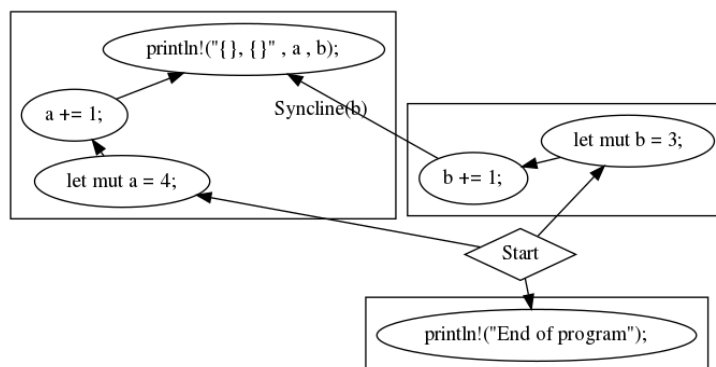 println!("{}, {}" , a , b);
a += 1;
Syncline(b)
let mut b = 3;
let mut a = 4;
b += 1;
Start
println!("End of program");